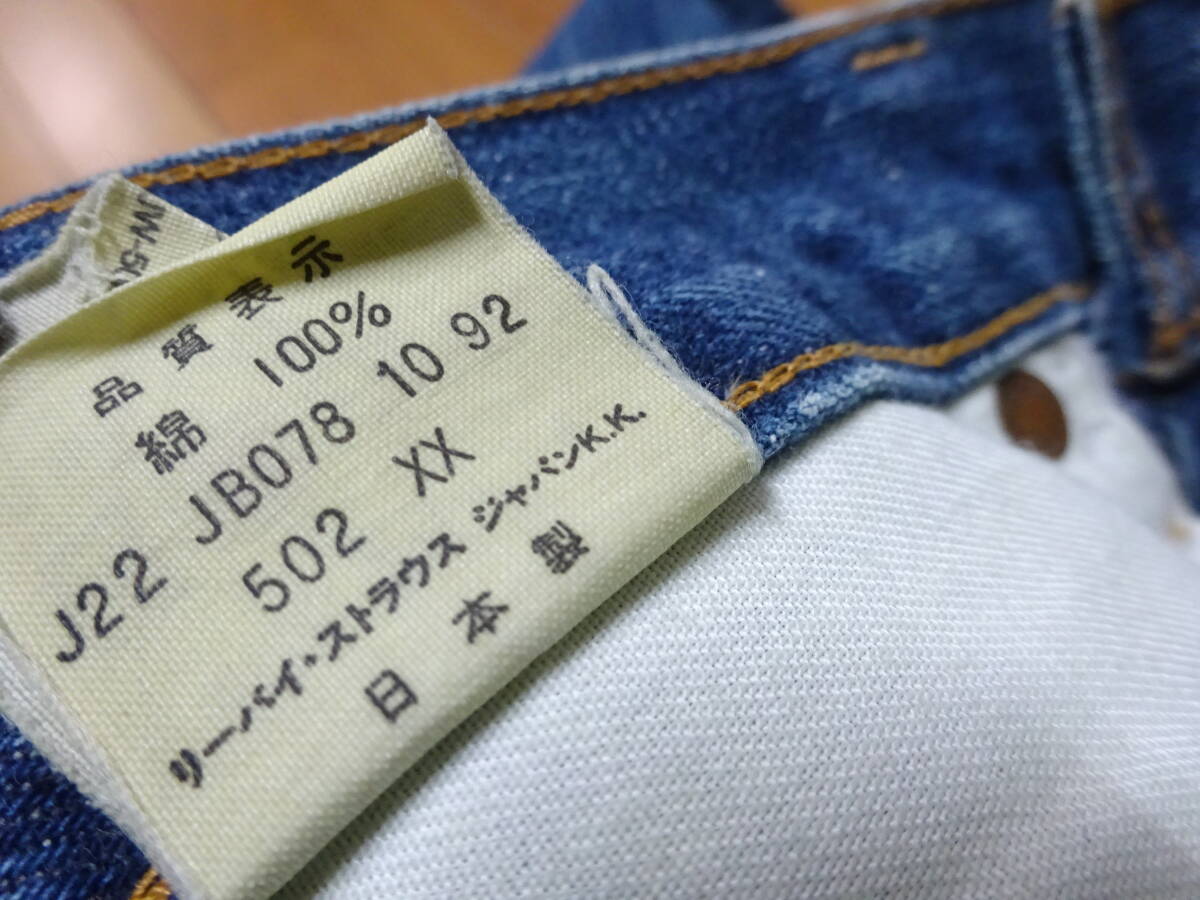 品質表示
綿 100%
J22 JB078 10 92
502 XX
リーバイ・ストラウス ジャパンK.K.
日本製